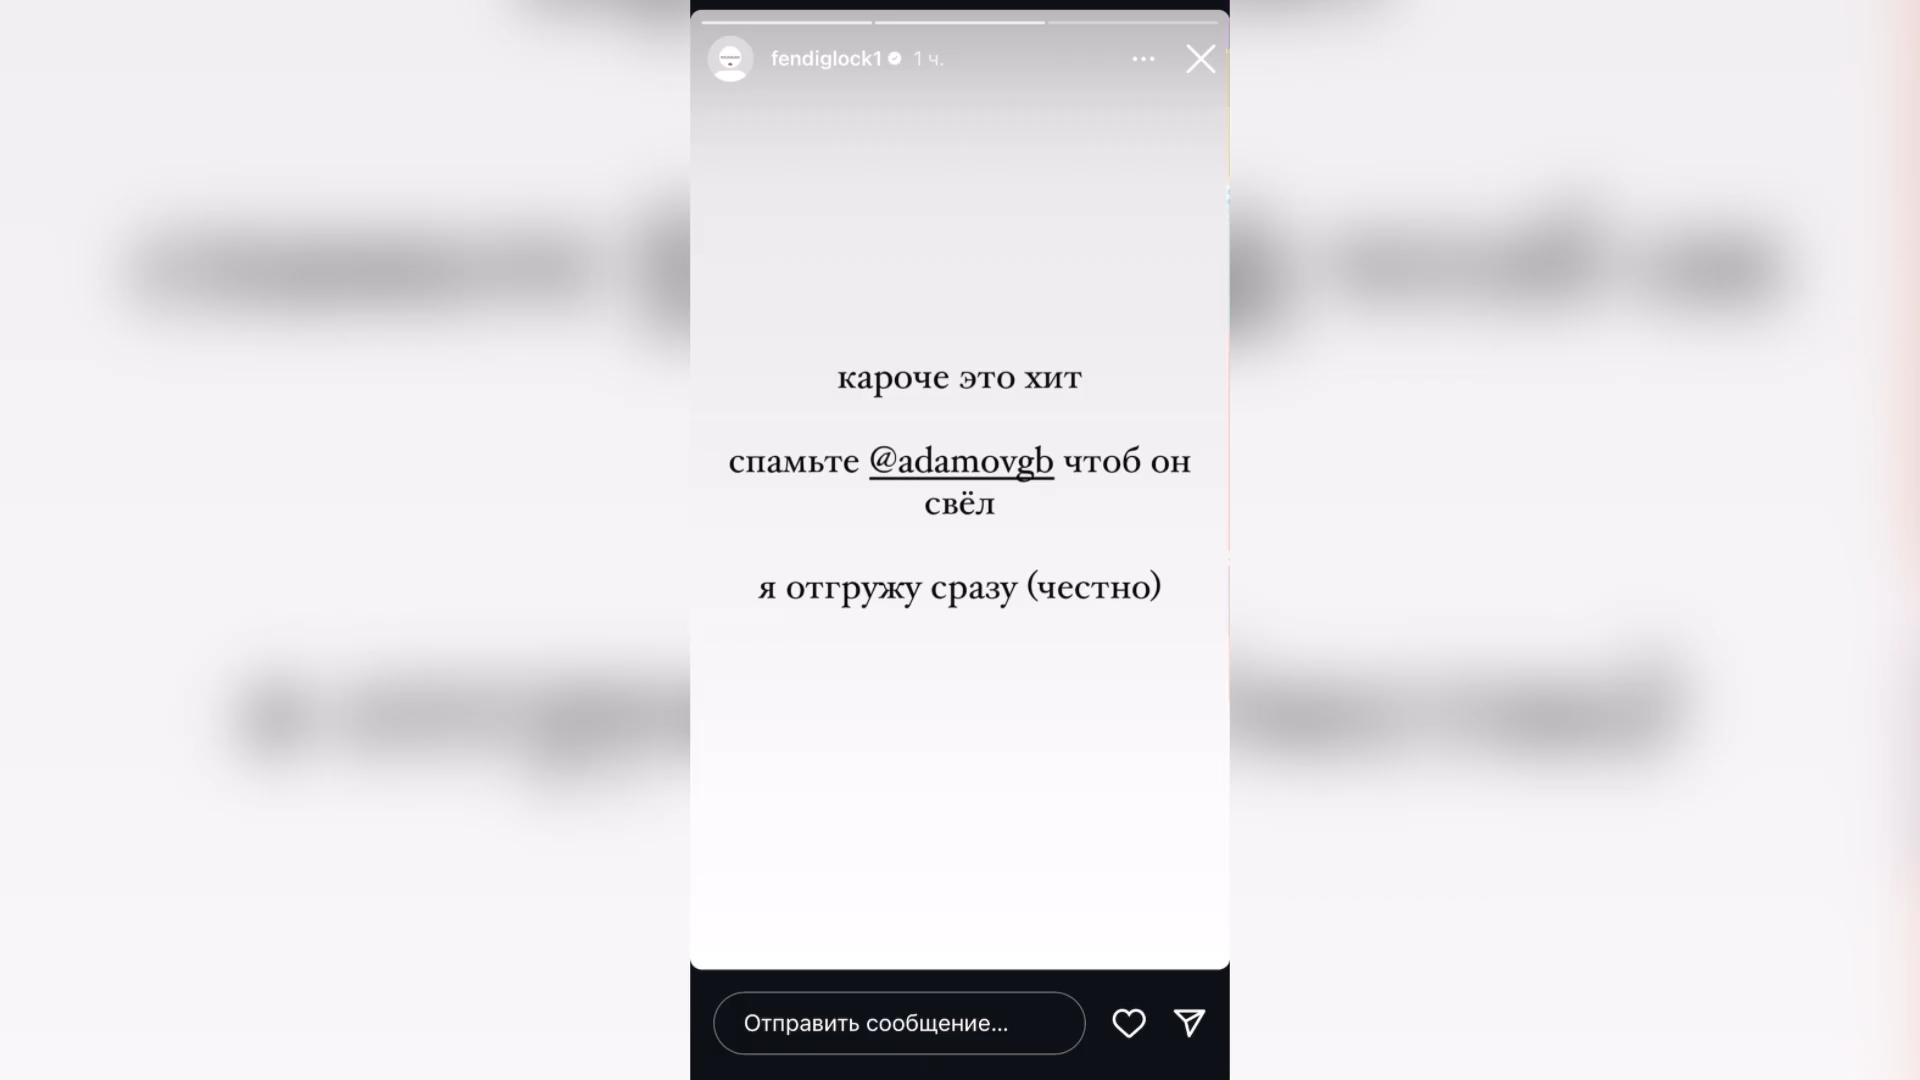 fendiglock1 1 ч.
кароче это хит
спамьте @adamovgb чтоб он
свёл
я отгружу сразу (честно)
Отправить сообщение...